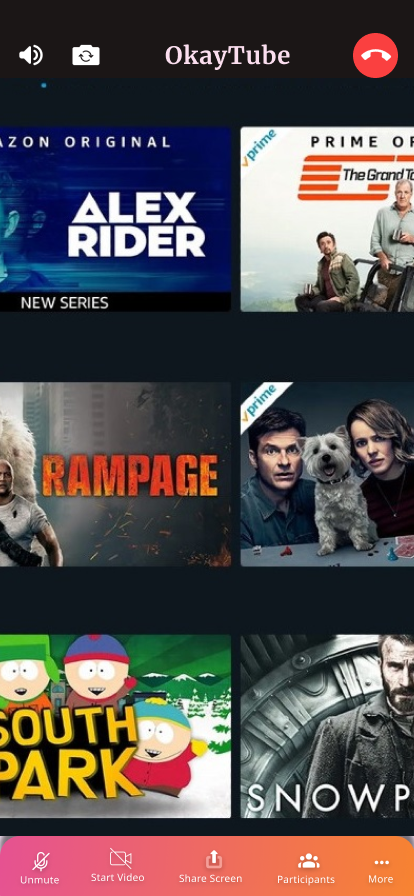 OkayTube
AZON ORIGINAL
ALEX
RIDER
NEW SERIES
prime
PRIME OR
The Grand To
RAMPAGE
prime
SOUTH
PARK
SNOWP
Unmute
Start Video
Share Screen
Participants
More